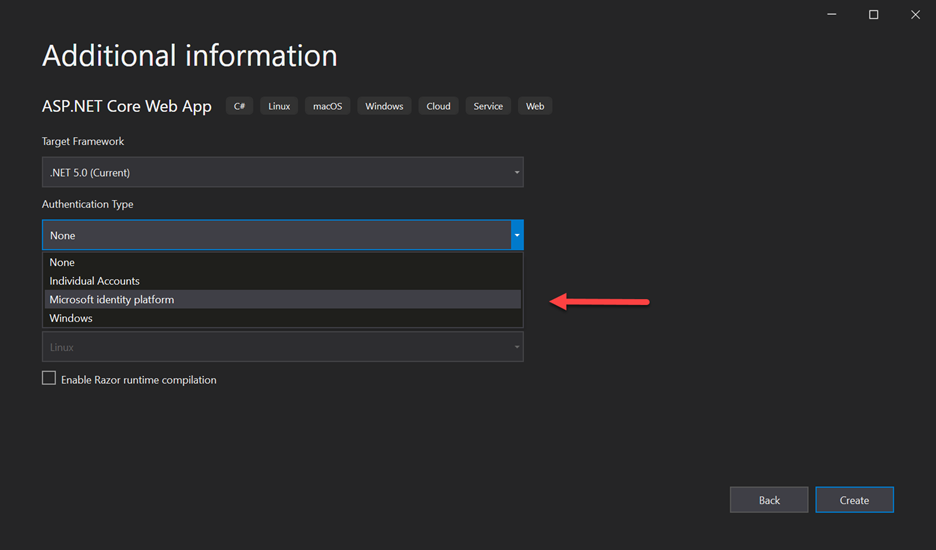 Additional information
ASP.NET Core Web App C# Linux macOS Windows Cloud Service Web
Target Framework
.NET 5.0 (Current)
Authentication Type
None
None
Individual Accounts
Microsoft identity platform
Windows
Linux
Enable Razor runtime compilation
Back Create